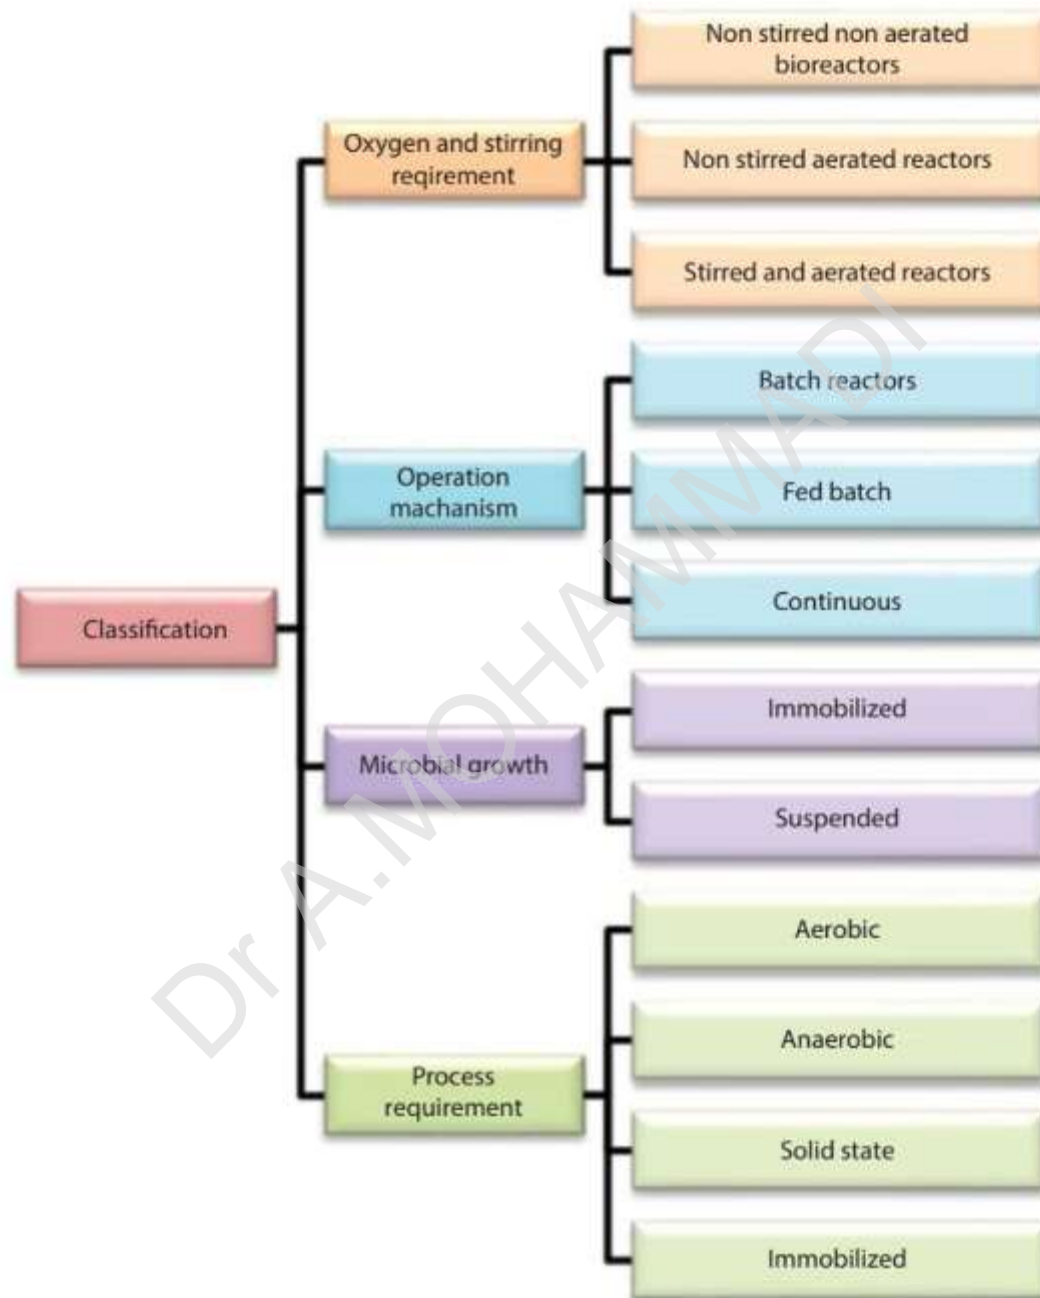 Non stirred non aerated
bioreactors
Oxygen and stirring
reqirement
Non stirred aerated reactors
Stirred and aerated reactors
Batch reactors
Operation
machanism
Fed batch
Continuous
Classification
Immobilized
Microbial growth
Suspended
Aerobic
Anaerobic
Process
requirement
Solid state
Immobilized
Dr A.MOHAMMADI